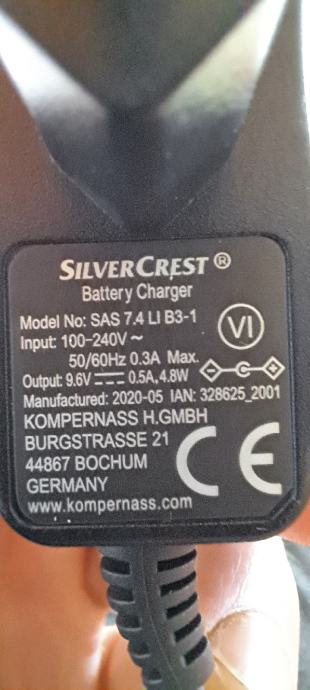 SILVERCREST®
Battery Charger
Model No: SAS 7.4 LI B3-1
Input: 100-240V~
50/60Hz 0.3A Max.
VI
Output: 9.6V⎓0.5A, 4.8W
Manufactured: 2020-05 IAN: 328625_2001
KOMPERNASS H.GMBH
BURGSTRASSE 21
44867 BOCHUM
GERMANY
CE
www.kompernass.com